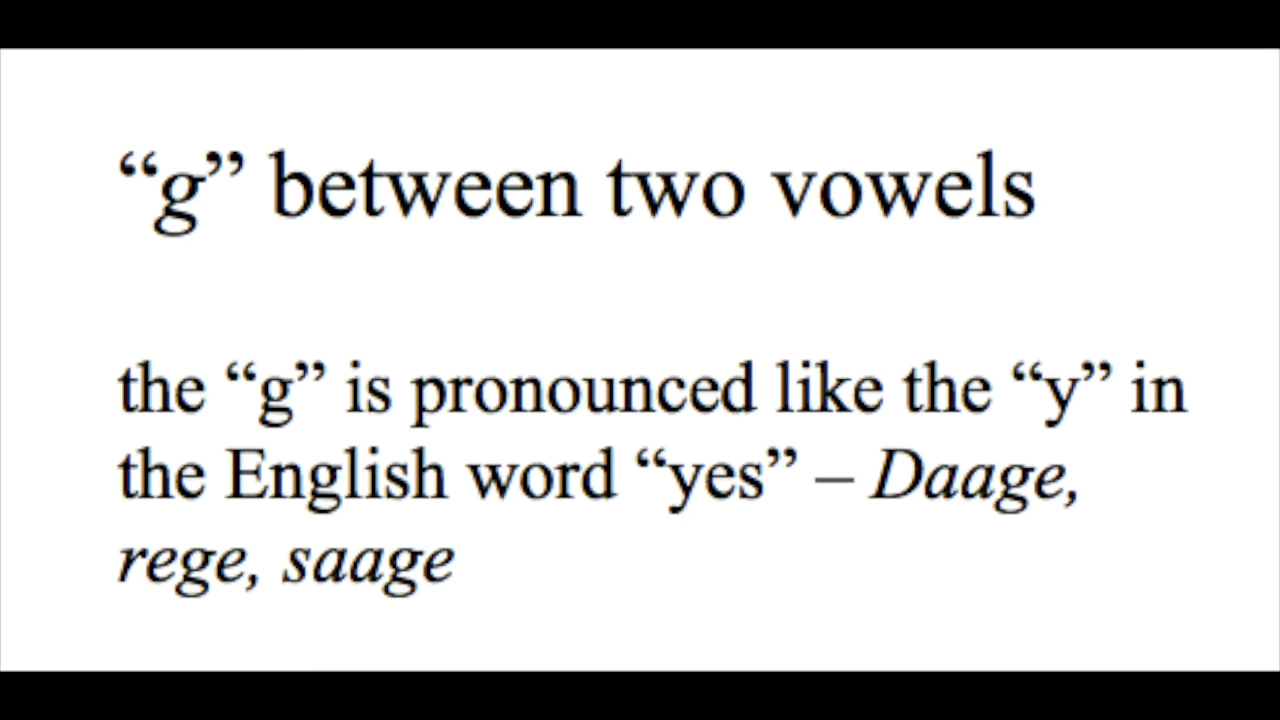 “g” between two vowels
the “g” is pronounced like the “y” in
the English word “yes” – Daage,
rege, saage